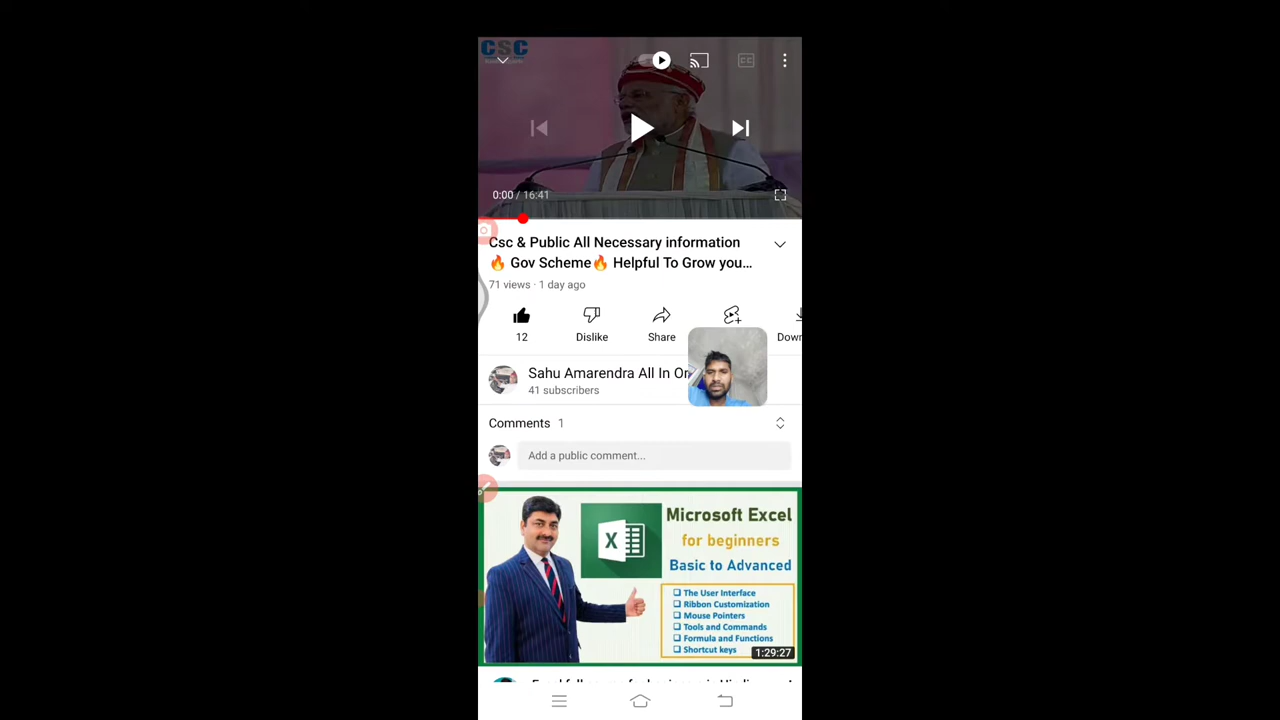 CSC
CC
0:00 / 16:41
Csc & Public All Necessary information
🔥 Gov Scheme🔥 Helpful To Grow you…
71 views · 1 day ago
12
Dislike
Share
Down
Sahu Amarendra All In On
41 subscribers
Comments 1
Add a public comment...
Microsoft Excel
for beginners
Basic to Advanced
X
The User Interface
Ribbon Customization
Mouse Pointers
Tools and Commands
Formula and Functions
Shortcut keys
1:29:27